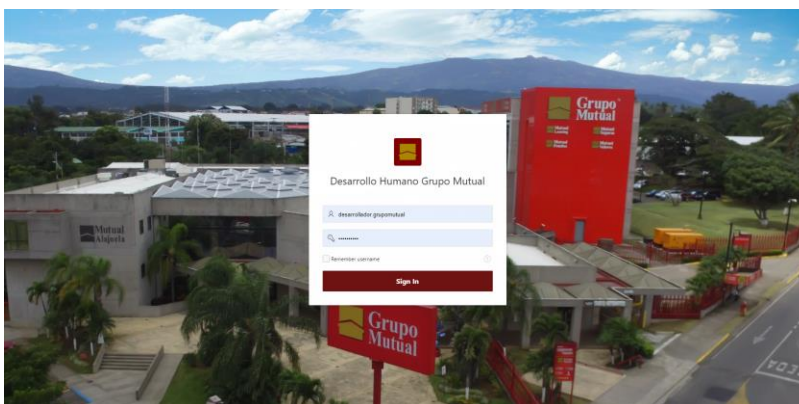 Grupo
Mutual
Mutual
Alajuela
Desarrollo Humano Grupo Mutual
desarrollador grupomutual
••••••••••
Remember username
Sign In
Grupo
Mutual